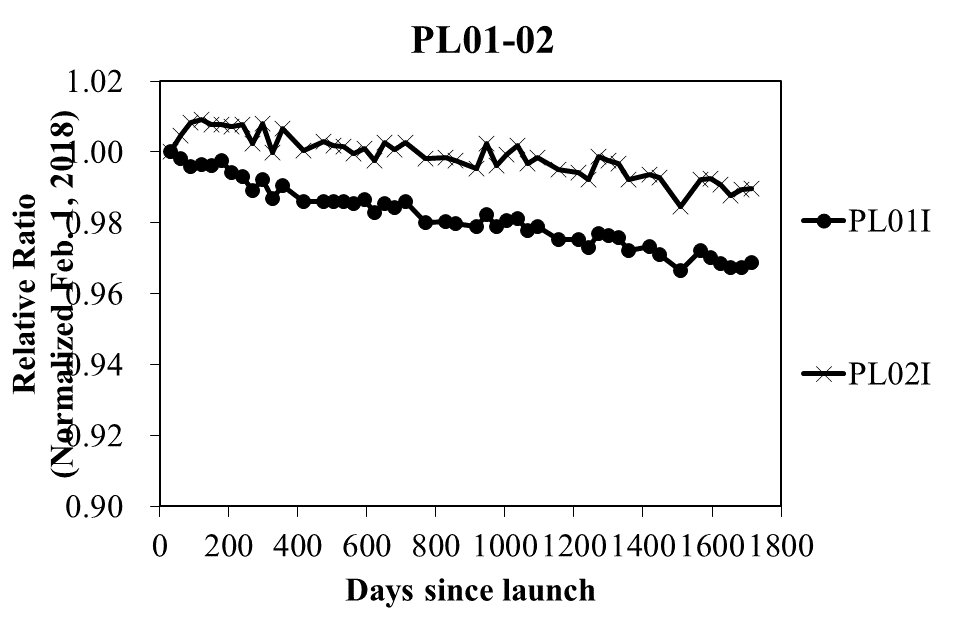 PL01-02
Relative Ratio
(Normalized Feb. 1, 2018)
1.02
1.00
0.98
0.96
0.94
0.92
0.90
0 200 400 600 800 1000 1200 1400 1600 1800
Days since launch
PL01I
PL02I